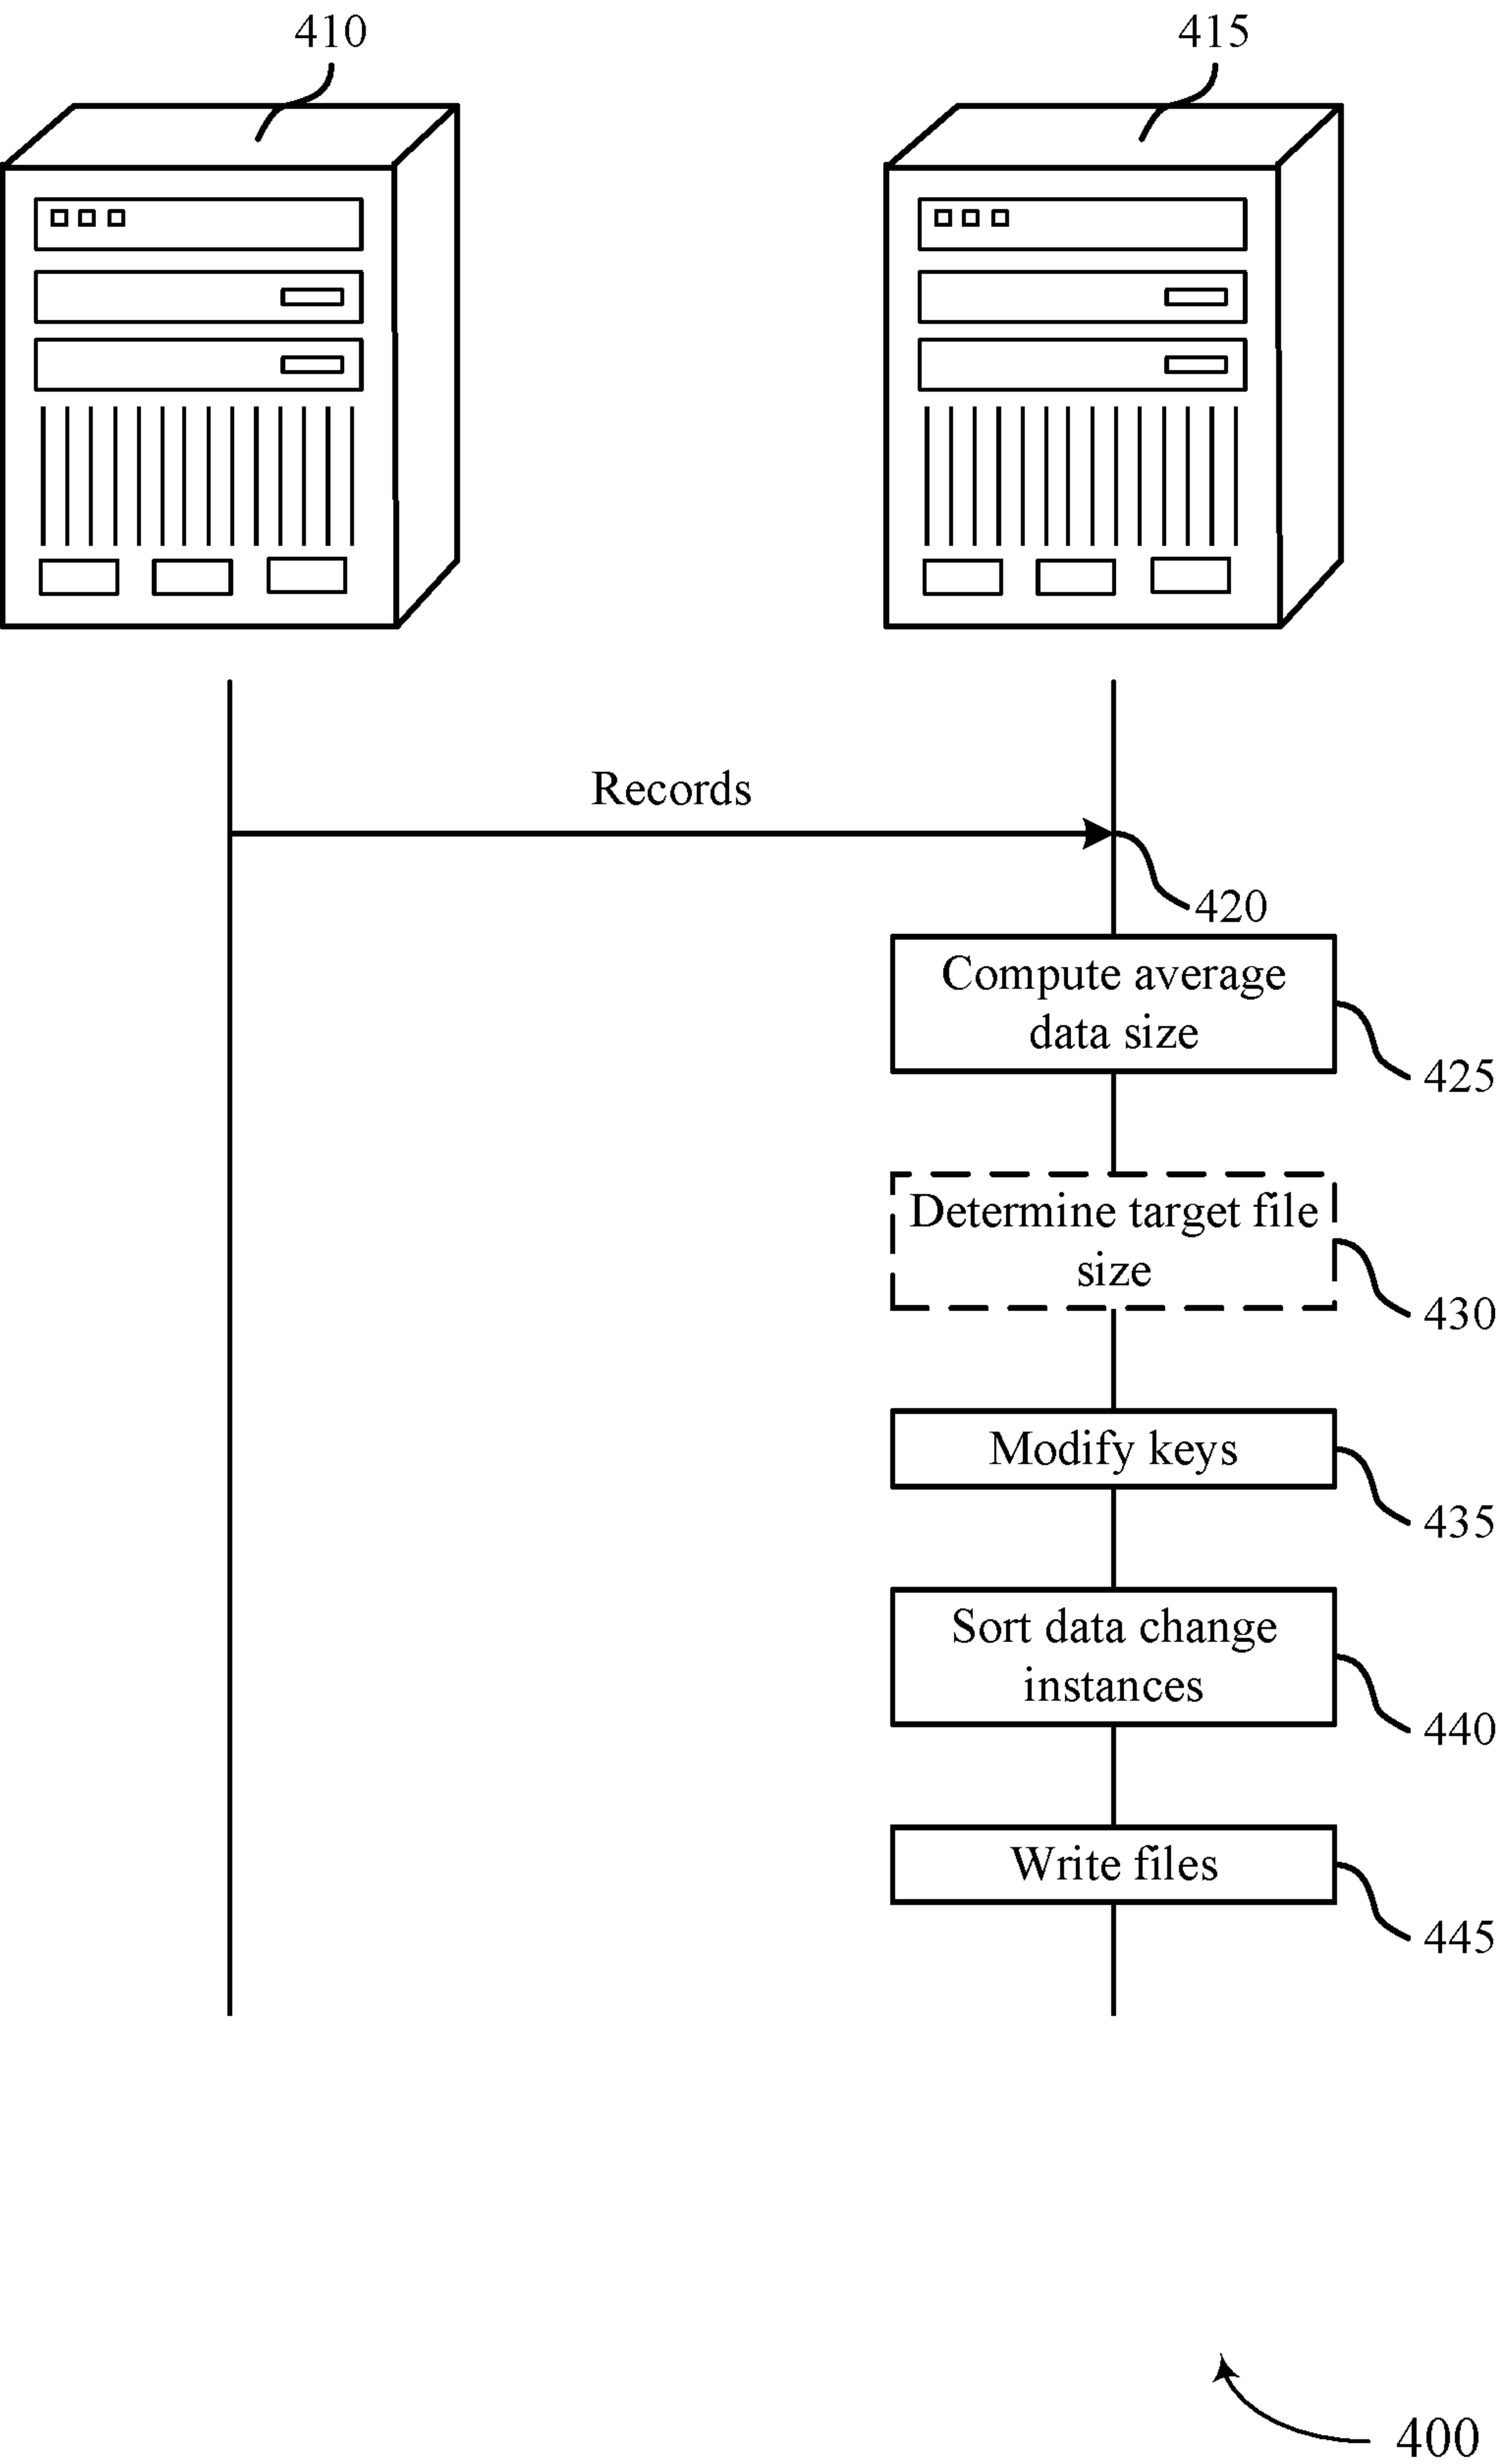 410
415
Records
420
Compute average
data size
425
Determine target file
size
430
Modify keys
435
Sort data change
instances
440
Write files
445
400